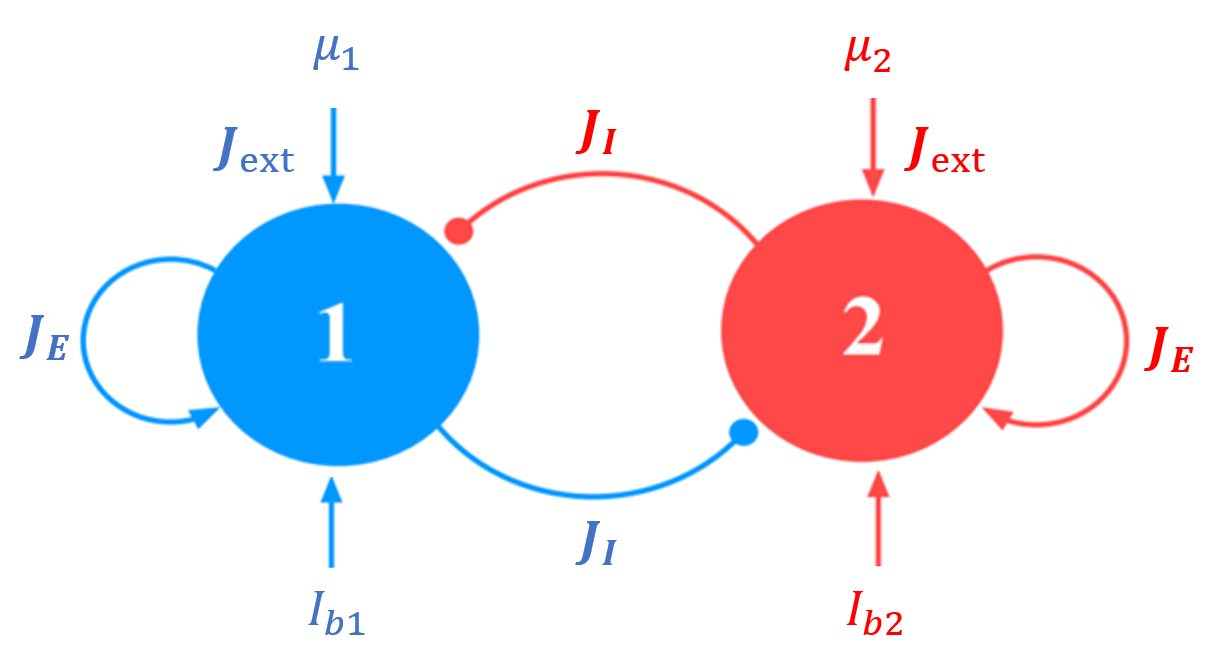 μ₁
μ₂
J_I
J_ext
J_ext
J_E
1
2
J_E
J_I
I_b1
I_b2